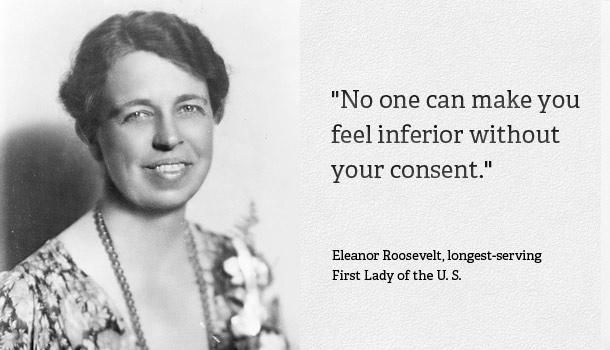 "No one can make you
feel inferior without
your consent."
Eleanor Roosevelt, longest-serving
First Lady of the U. S.